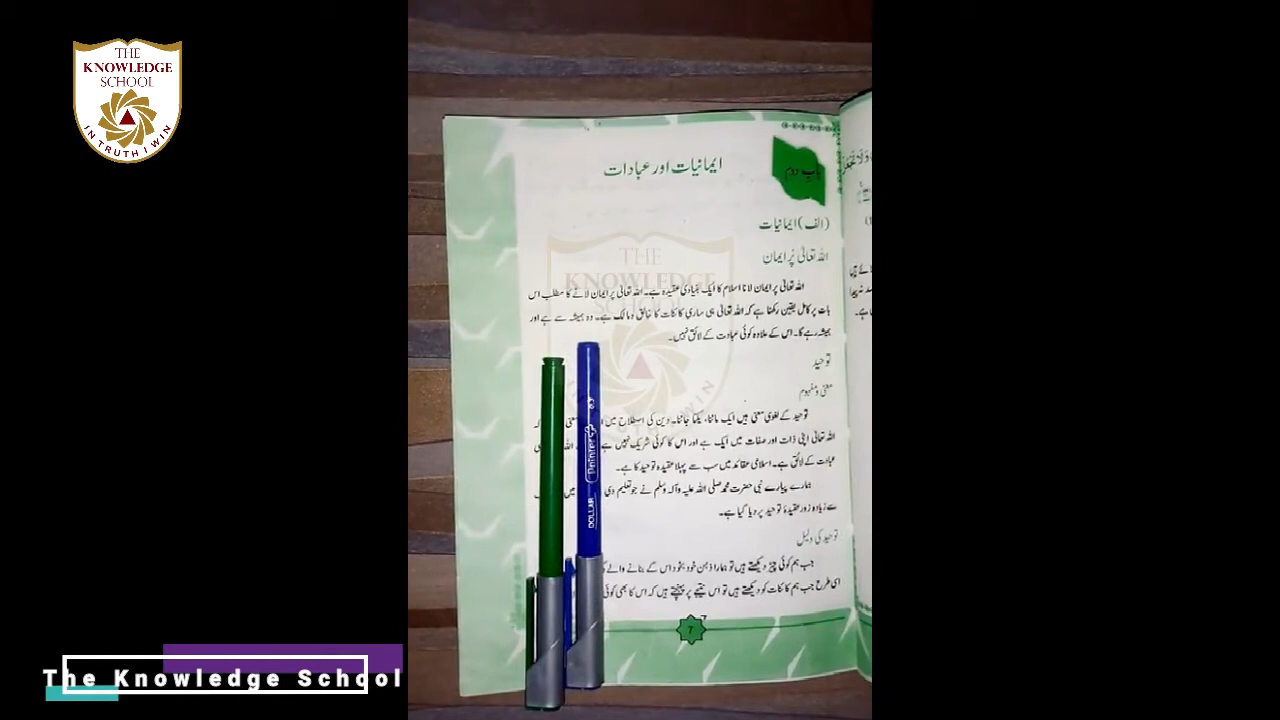 THE
KNOWLEDGE
SCHOOL
IN TRUTH I WIN
باب دوم
ایمانیات اور عبادات
(الف) ایمانیات
اللہ تعالیٰ پر ایمان
اللہ تعالیٰ پر ایمان لانا اسلام کا ایک بنیادی عقیدہ ہے۔ اللہ تعالیٰ پر ایمان لانے کا مطلب اس
بات پر کامل یقین رکھنا ہے کہ اللہ تعالیٰ ہی ساری کائنات کا خالق و مالک ہے۔ وہ ہمیشہ سے ہے اور
ہمیشہ رہے گا۔ اس کے علاوہ کوئی عبادت کے لائق نہیں۔
THE
KNOWLEDGE
SCHOOL
توحید
معنی و مفہوم
توحید کے لغوی معنی ہیں ایک ماننا، یکتا جاننا۔ دین کی اصطلاح میں
اللہ تعالیٰ اپنی ذات اور صفات میں ایک ہے اور اس کا کوئی شریک نہیں ہے
عبادت کے لائق ہے۔ اسلامی عقائد میں سب سے پہلا عقیدہ توحید کا ہے۔
ہمارے پیارے نبی حضرت محمد صلی اللہ علیہ وآلہ وسلم نے جو تعلیم دی
سے زیادہ زور عقیدۂ توحید پر دیا گیا ہے۔
توحید کی دلیل
جب ہم کوئی چیز دیکھتے ہیں تو ہمارا ذہن خود بخود اس کے بنانے والے
اسی طرح جب ہم کائنات کو دیکھتے ہیں تو اس نتیجے پر پہنچتے ہیں کہ اس کا بھی کوئی
DOLLAR Pointer
7
The Knowledge School